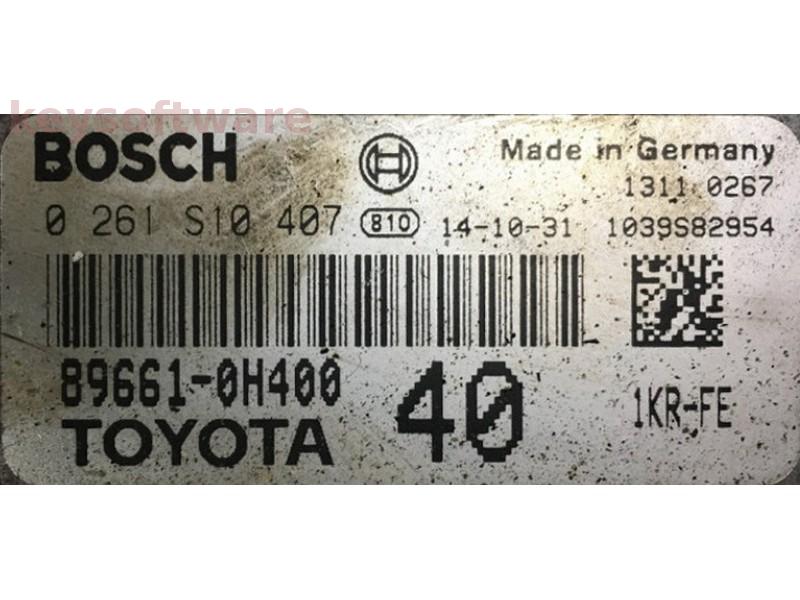 keysoftware
BOSCH
Made in Germany
1311 0267
0 261 S10 407 810 14-10-31 1039S82954
89661-0H400
40
1KR-FE
TOYOTA